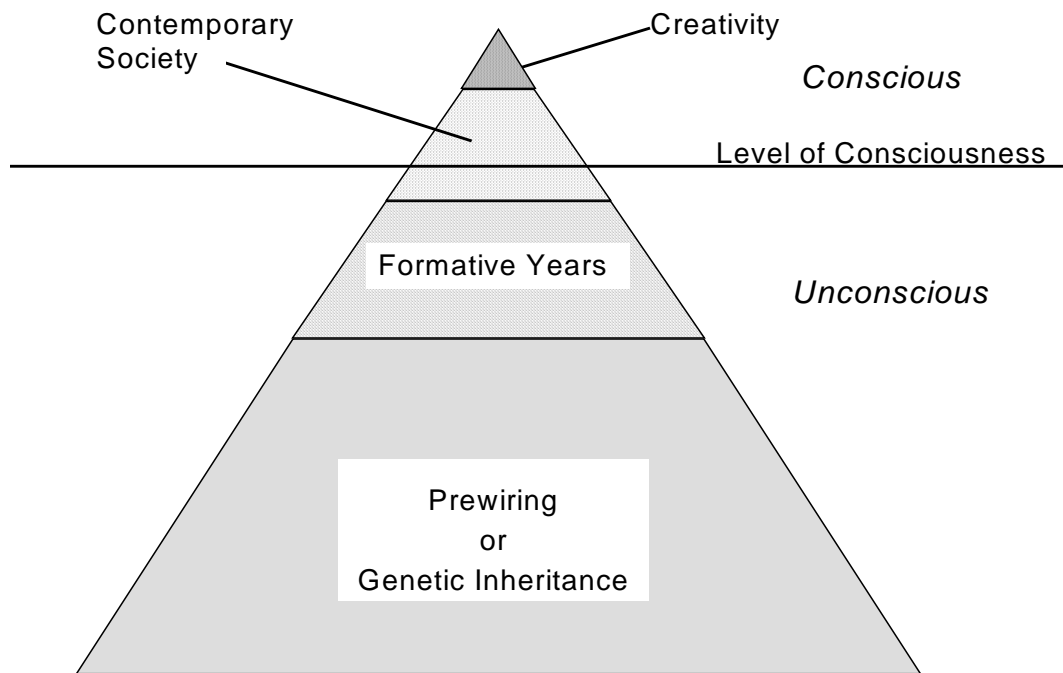 Contemporary
Society
Creativity
Conscious
Level of Consciousness
Formative Years
Unconscious
Prewiring
or
Genetic Inheritance